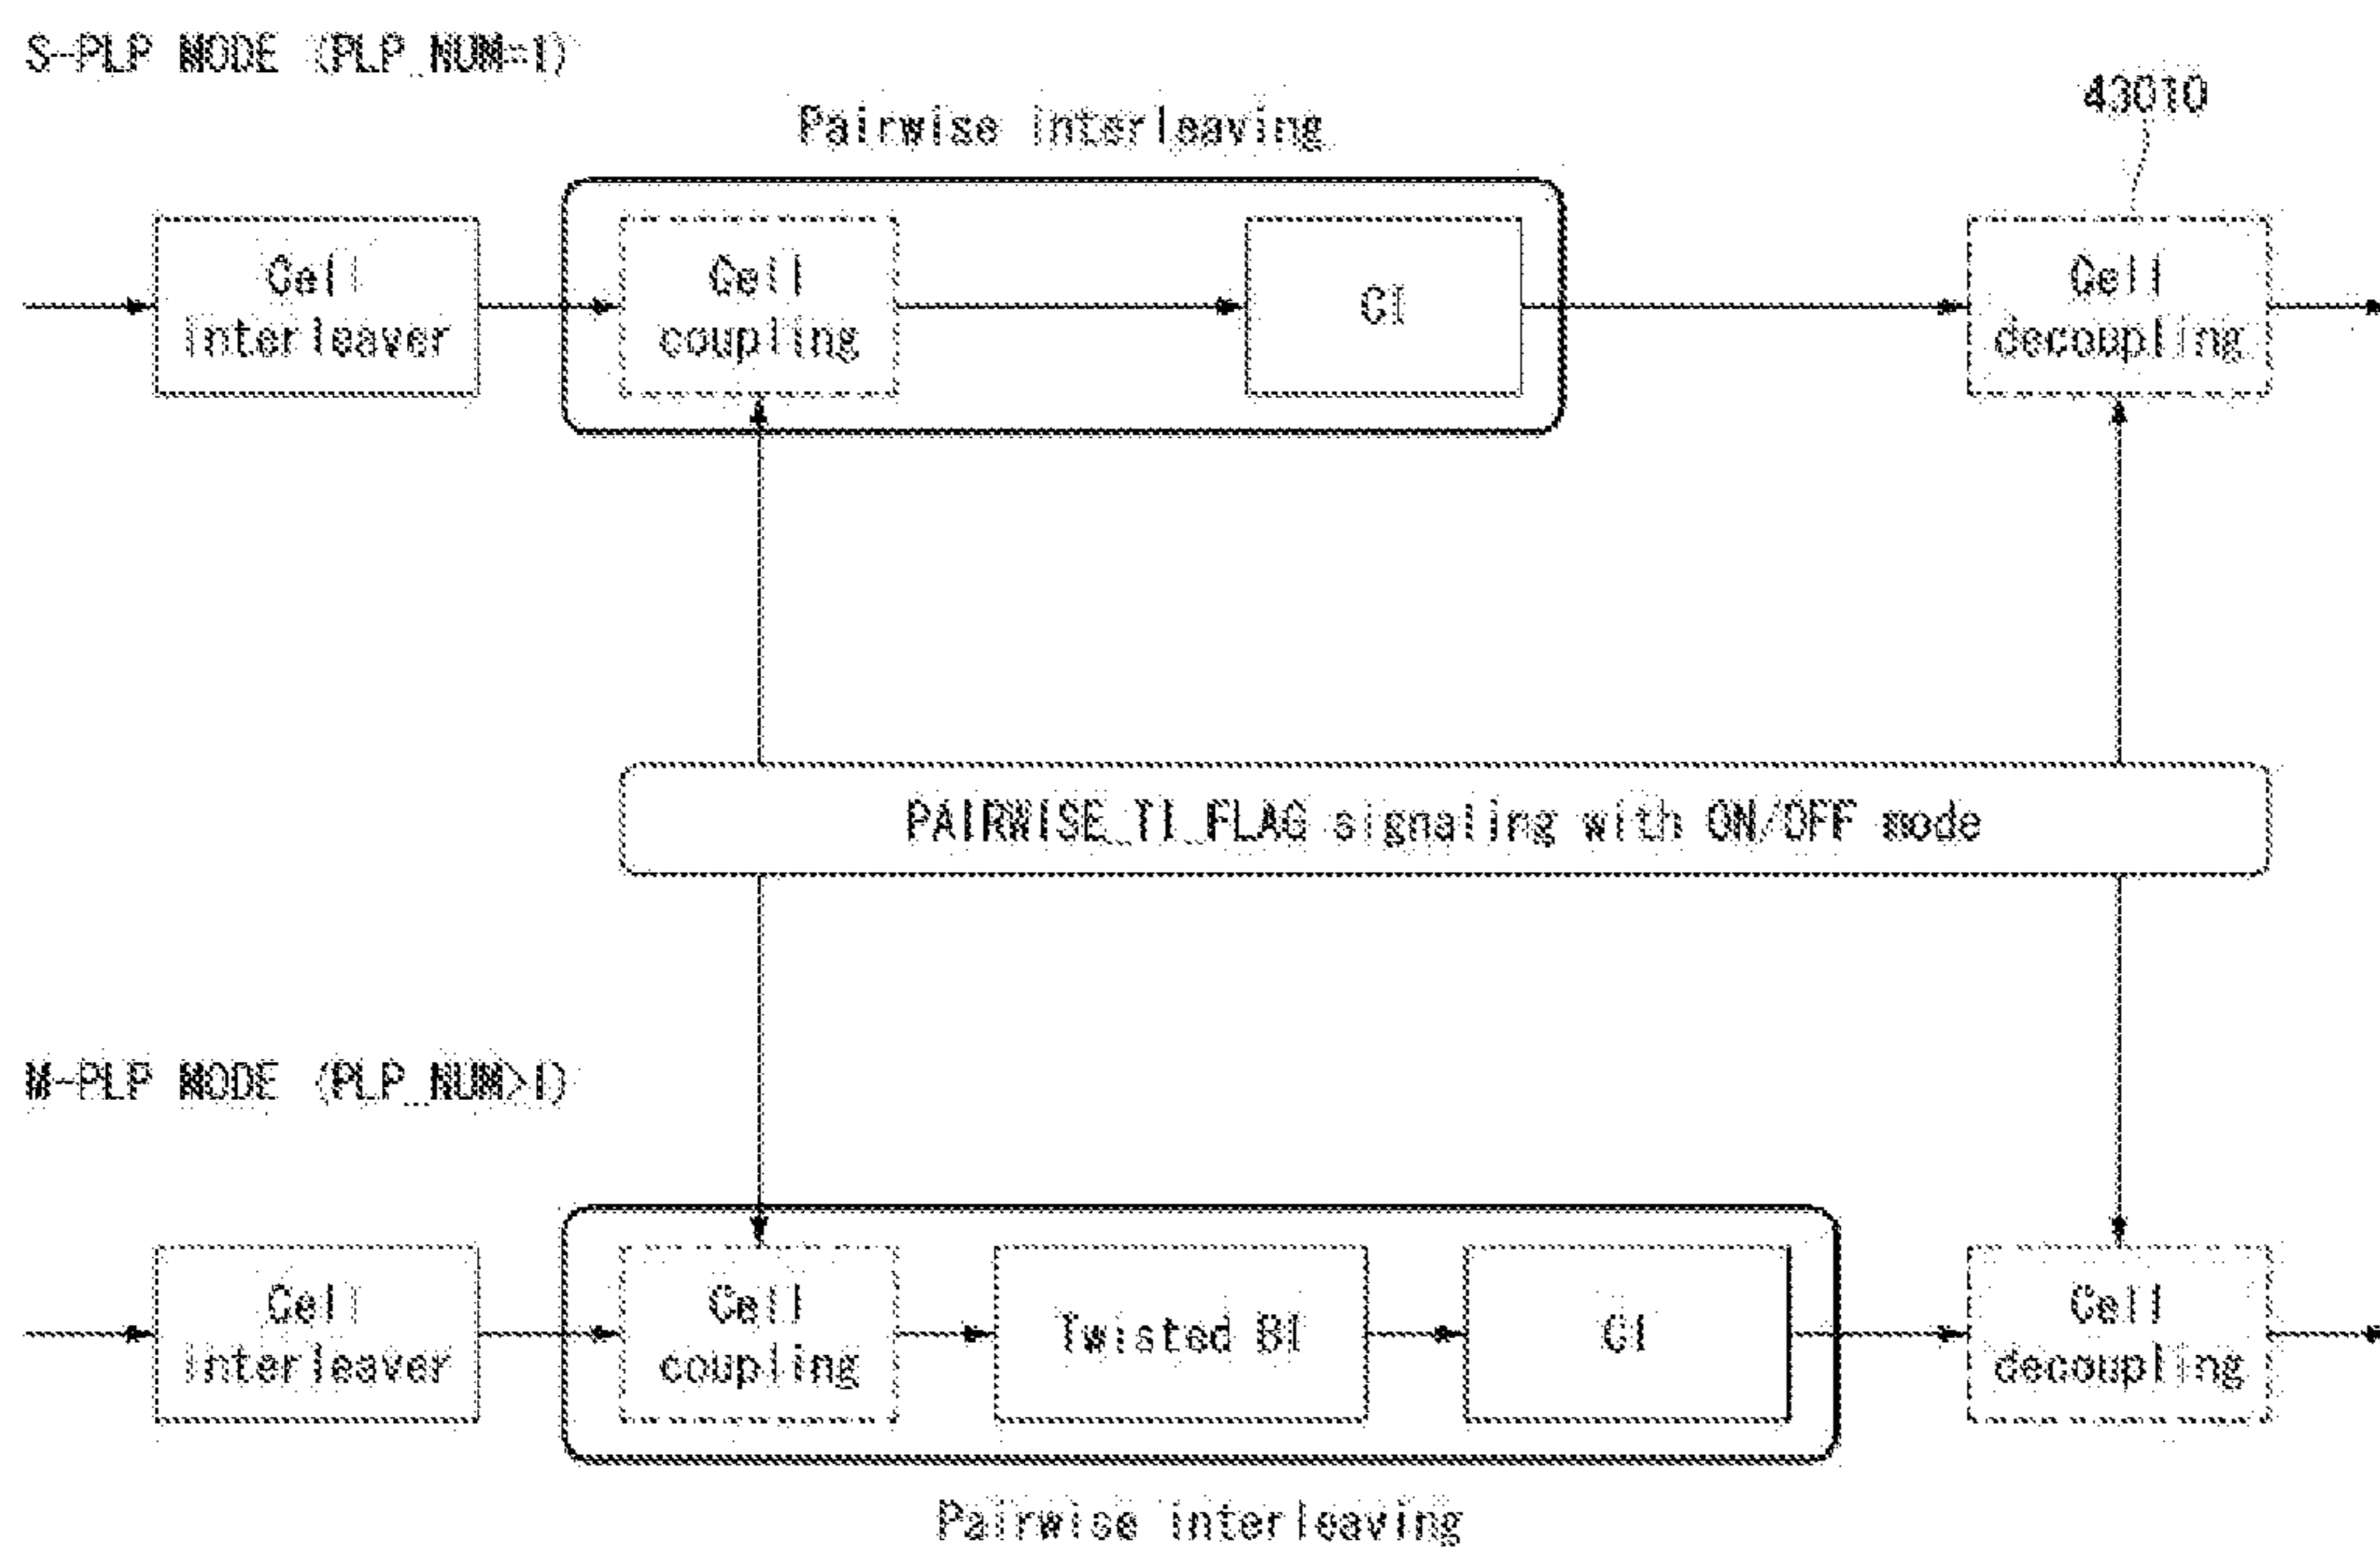 S-PLP MODE (PLP_NUM=1)
43010
Pairwise interleaving
Cell
interleaver
Cell
coupling
CI
Cell
decoupling
PAIRWISE_TI_FLAG signaling with ON/OFF mode
M-PLP MODE (PLP_NUM>1)
Cell
interleaver
Cell
coupling
Twisted BI
CI
Cell
decoupling
Pairwise interleaving